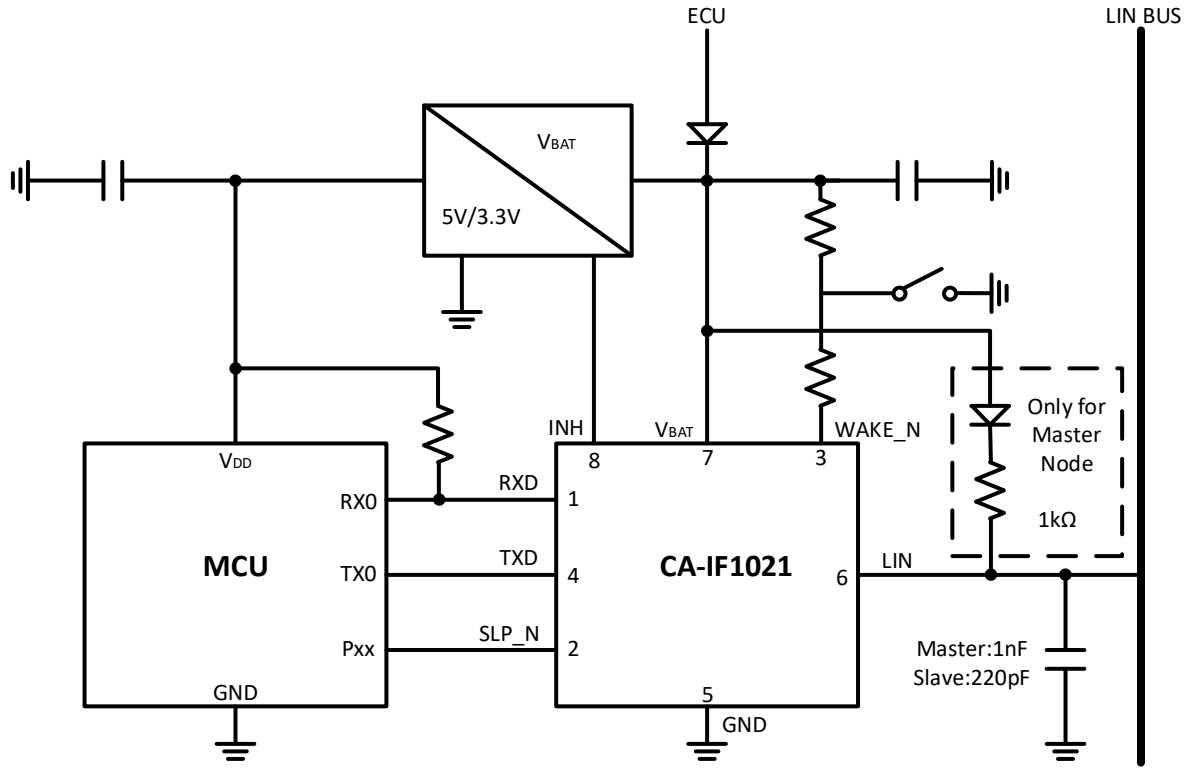 ECU
LIN BUS
VBAT
5V/3.3V
INH
VBAT
WAKE_N
8
7
3
Only for
Master
Node
1kΩ
VDD
RX0
RXD
1
MCU
TX0
TXD
4
CA-IF1021
6
LIN
Pxx
SLP_N
2
Master:1nF
Slave:220pF
GND
5
GND